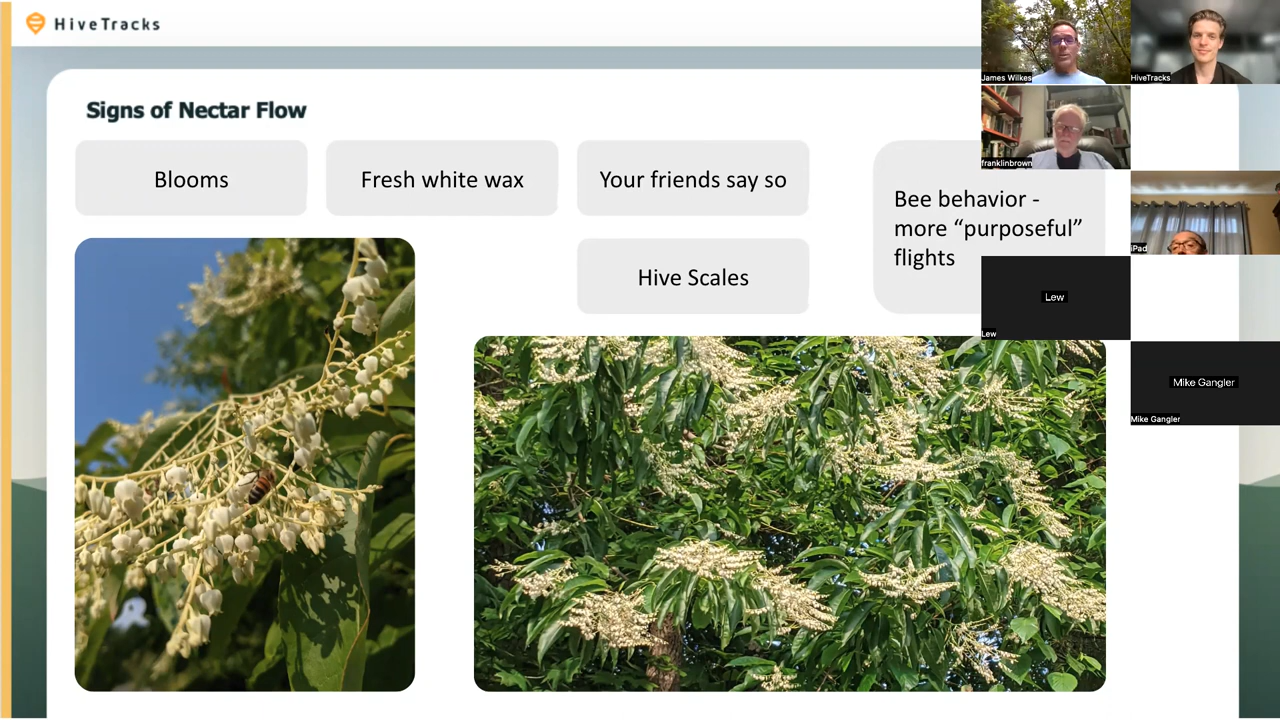 HiveTracks
Signs of Nectar Flow
Blooms
Fresh white wax
Your friends say so
Bee behavior -
more “purposeful”
flights
Hive Scales
James Wilkes
HiveTracks
franklinbrown
iPad
Lew
Lew
Mike Gangler
Mike Gangler